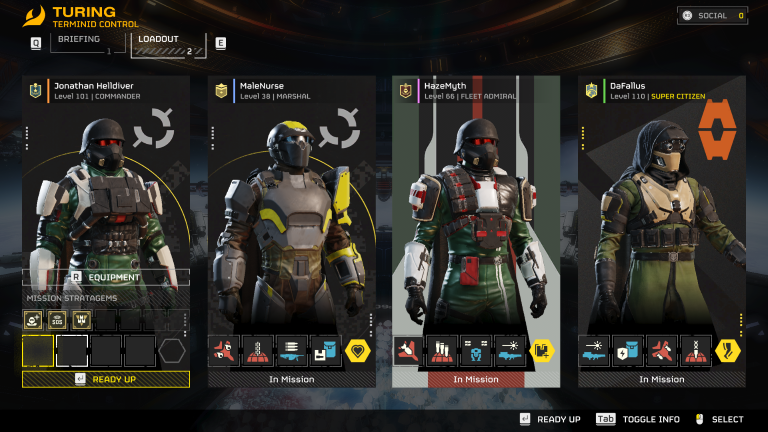 TURING
TERMINID CONTROL
SOCIAL 0
Q
BRIEFING
1
LOADOUT
2
E
Jonathan Helldiver
Level 101 | COMMANDER
MaleNurse
Level 38 | MARSHAL
HazeMyth
Level 66 | FLEET ADMIRAL
DaFallus
Level 110 | SUPER CITIZEN
R EQUIPMENT
MISSION STRATAGEMS
SOS
READY UP
In Mission
In Mission
In Mission
READY UP
Tab TOGGLE INFO
SELECT